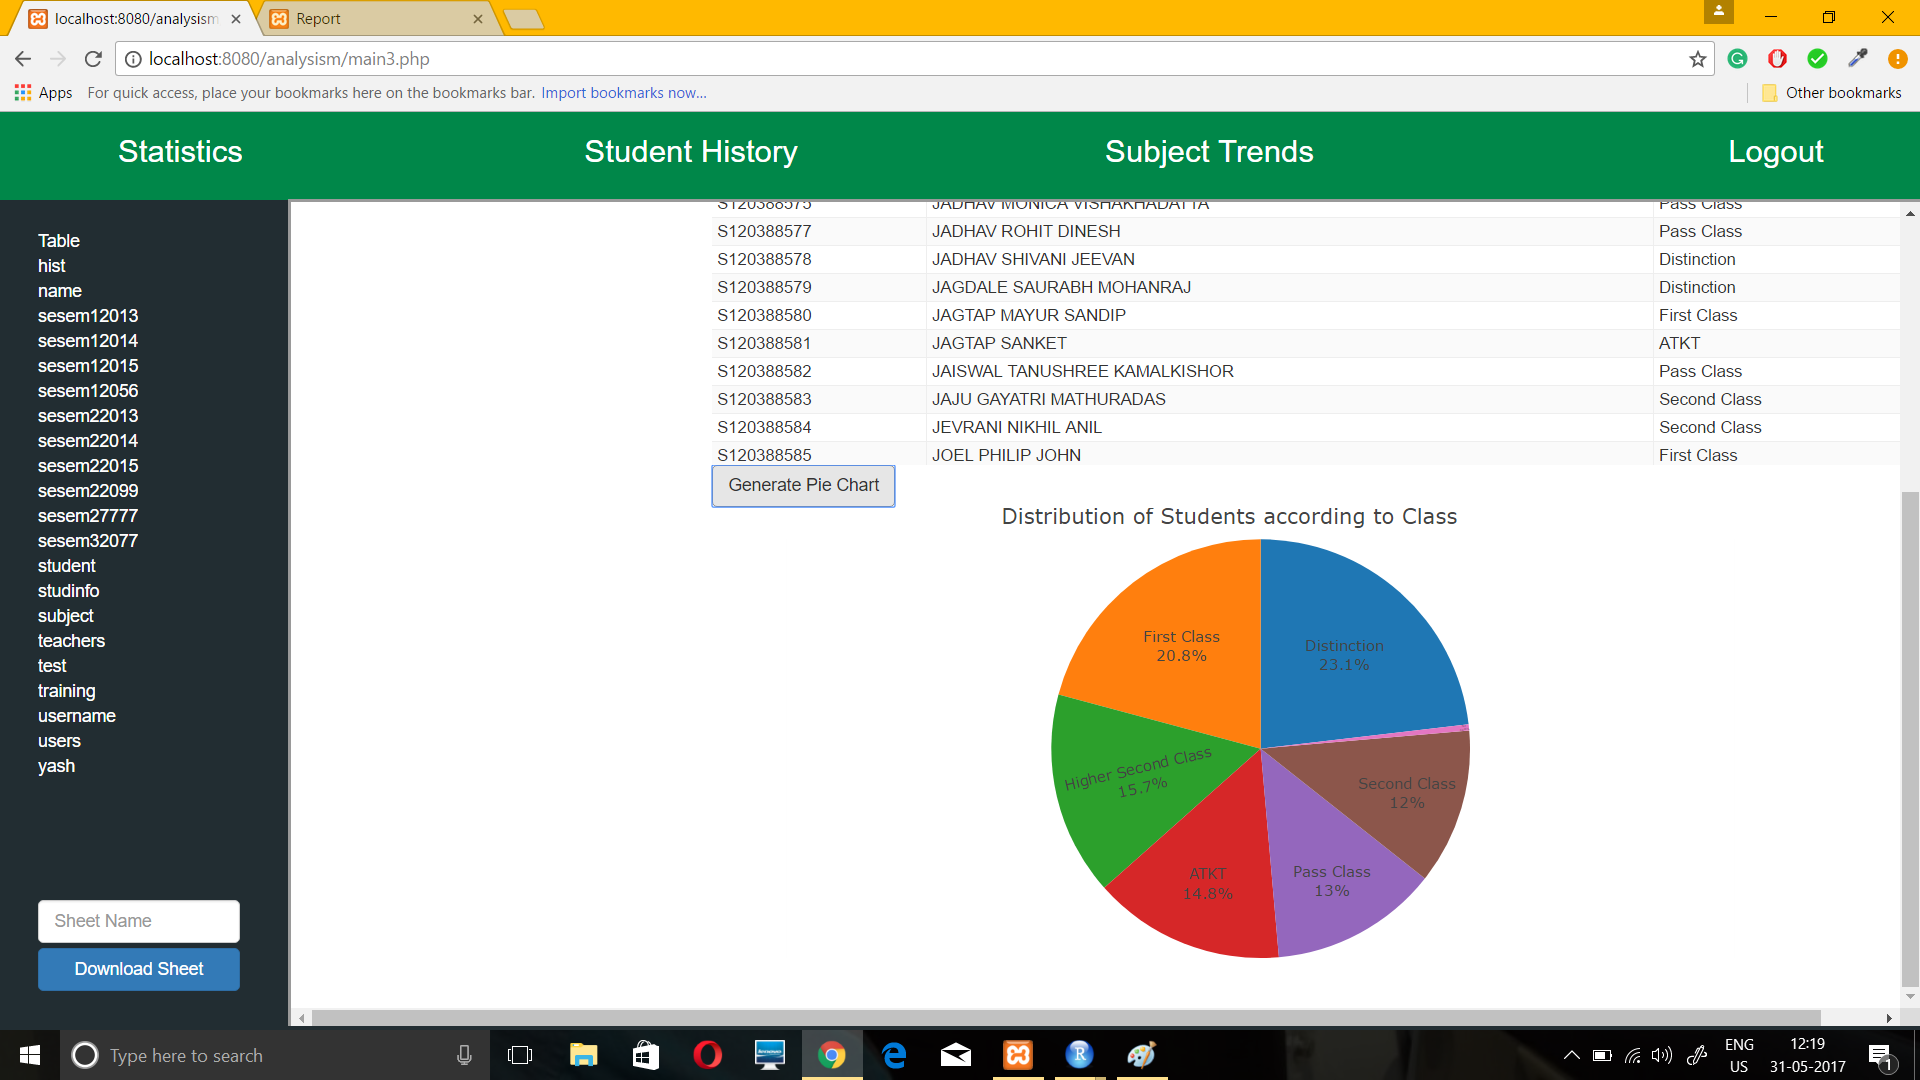 localhost:8080/analysism
Report
localhost:8080/analysism/main3.php
Apps For quick access, place your bookmarks here on the bookmarks bar. Import bookmarks now... Other bookmarks
Statistics Student History Subject Trends Logout
Table
hist
name
sesem12013
sesem12014
sesem12015
sesem12056
sesem22013
sesem22014
sesem22015
sesem22099
sesem27777
sesem32077
student
studinfo
subject
teachers
test
training
username
users
yash
Sheet Name
Download Sheet
S120388575 JADHAV MONICA VISHAKHADATTA Pass Class
S120388577 JADHAV ROHIT DINESH Pass Class
S120388578 JADHAV SHIVANI JEEVAN Distinction
S120388579 JAGDALE SAURABH MOHANRAJ Distinction
S120388580 JAGTAP MAYUR SANDIP First Class
S120388581 JAGTAP SANKET ATKT
S120388582 JAISWAL TANUSHREE KAMALKISHOR Pass Class
S120388583 JAJU GAYATRI MATHURADAS Second Class
S120388584 JEVRANI NIKHIL ANIL Second Class
S120388585 JOEL PHILIP JOHN First Class
Generate Pie Chart
Distribution of Students according to Class
First Class
20.8%
Distinction
23.1%
Higher Second Class
15.7%
Second Class
12%
ATKT
14.8%
Pass Class
13%
Type here to search
ENG
US
12:19
31-05-2017
1